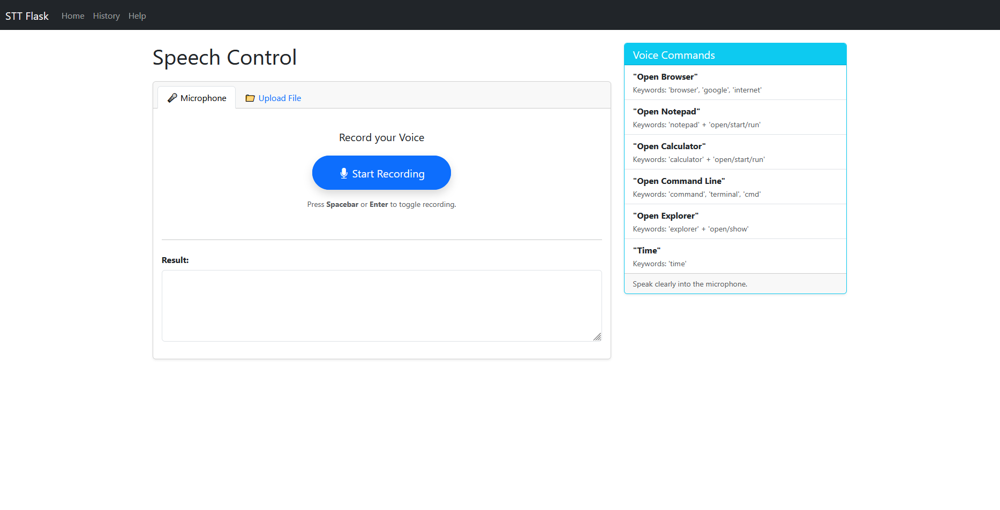 STT Flask Home History Help
Speech Control
Microphone Upload File
Record your Voice
Start Recording
Press Spacebar or Enter to toggle recording.
Result:
Voice Commands
"Open Browser"
Keywords: 'browser', 'google', 'internet'
"Open Notepad"
Keywords: 'notepad' + 'open/start/run'
"Open Calculator"
Keywords: 'calculator' + 'open/start/run'
"Open Command Line"
Keywords: 'command', 'terminal', 'cmd'
"Open Explorer"
Keywords: 'explorer' + 'open/show'
"Time"
Keywords: 'time'
Speak clearly into the microphone.